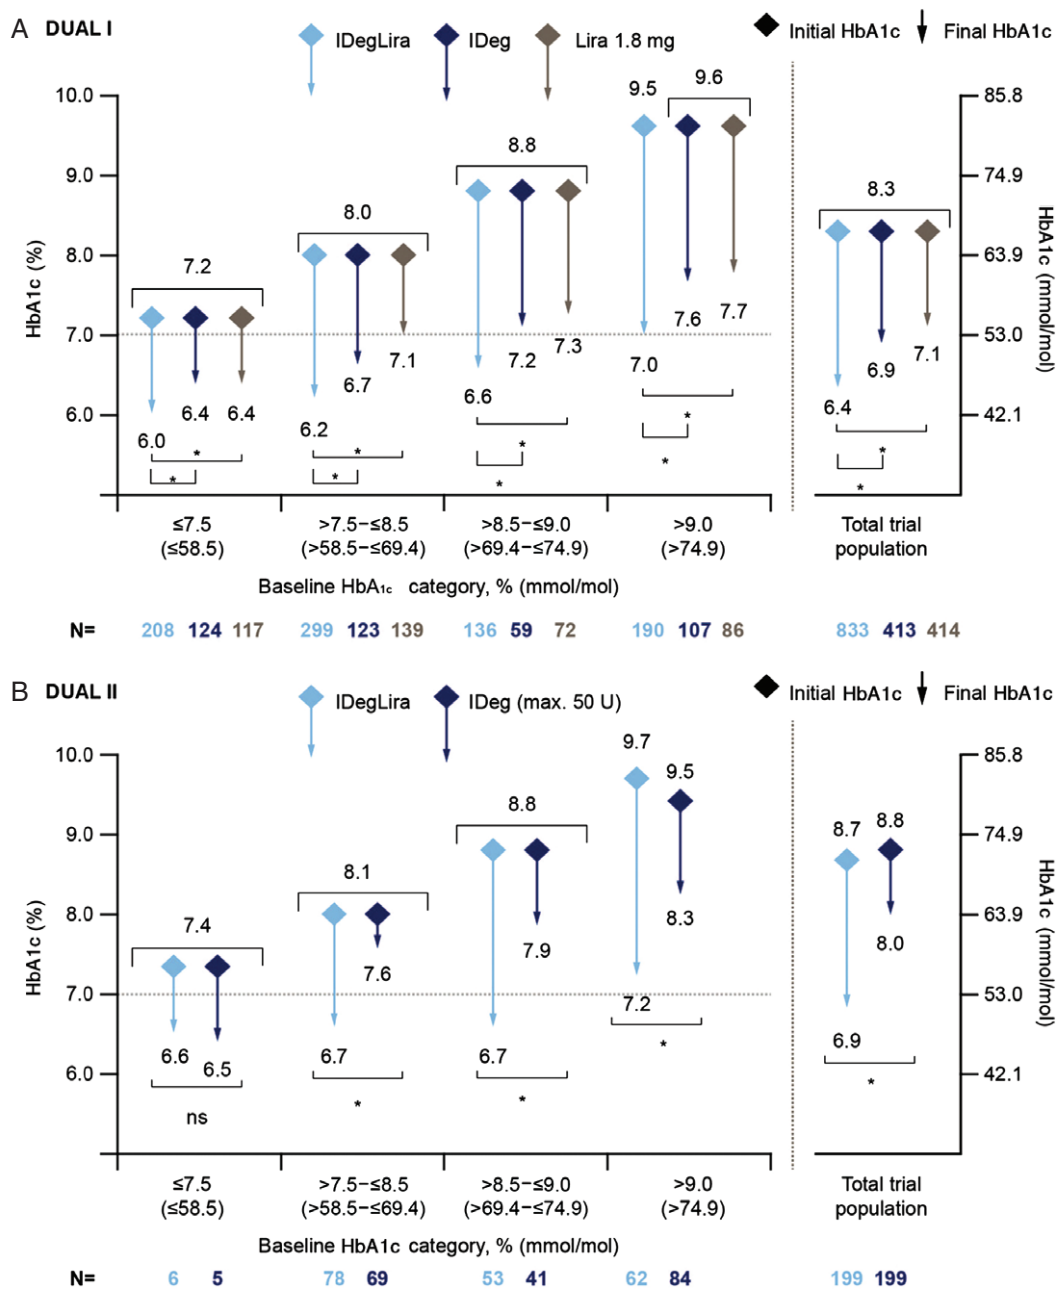 A DUAL I
IDegLira IDeg Lira 1.8 mg
Initial HbA1c Final HbA1c
HbA1c (%)
10.0
9.0
8.0
7.0
6.0
7.2
6.0 6.4 6.4
* *
8.0
6.2 6.7 7.1
* *
8.8
6.6 7.2 7.3
* *
9.5 9.6
7.0 7.6 7.7
* *
8.3
6.4 6.9 7.1
* *
85.8
74.9
63.9
53.0
42.1
HbA1c (mmol/mol)
≤7.5 >7.5–≤8.5 >8.5–≤9.0 >9.0 Total trial
(≤58.5) (>58.5–≤69.4) (>69.4–≤74.9) (>74.9) population
Baseline HbA1c category, % (mmol/mol)
N= 208 124 117 299 123 139 136 59 72 190 107 86 833 413 414
B DUAL II
IDegLira IDeg (max. 50 U)
Initial HbA1c Final HbA1c
HbA1c (%)
10.0
9.0
8.0
7.0
6.0
7.4
6.6 6.5
ns
8.1
6.7 7.6
*
8.8
6.7 7.9
*
9.7 9.5
7.2 8.3
*
8.7 8.8
6.9 8.0
*
85.8
74.9
63.9
53.0
42.1
HbA1c (mmol/mol)
≤7.5 >7.5–≤8.5 >8.5–≤9.0 >9.0 Total trial
(≤58.5) (>58.5–≤69.4) (>69.4–≤74.9) (>74.9) population
Baseline HbA1c category, % (mmol/mol)
N= 6 5 78 69 53 41 62 84 199 199